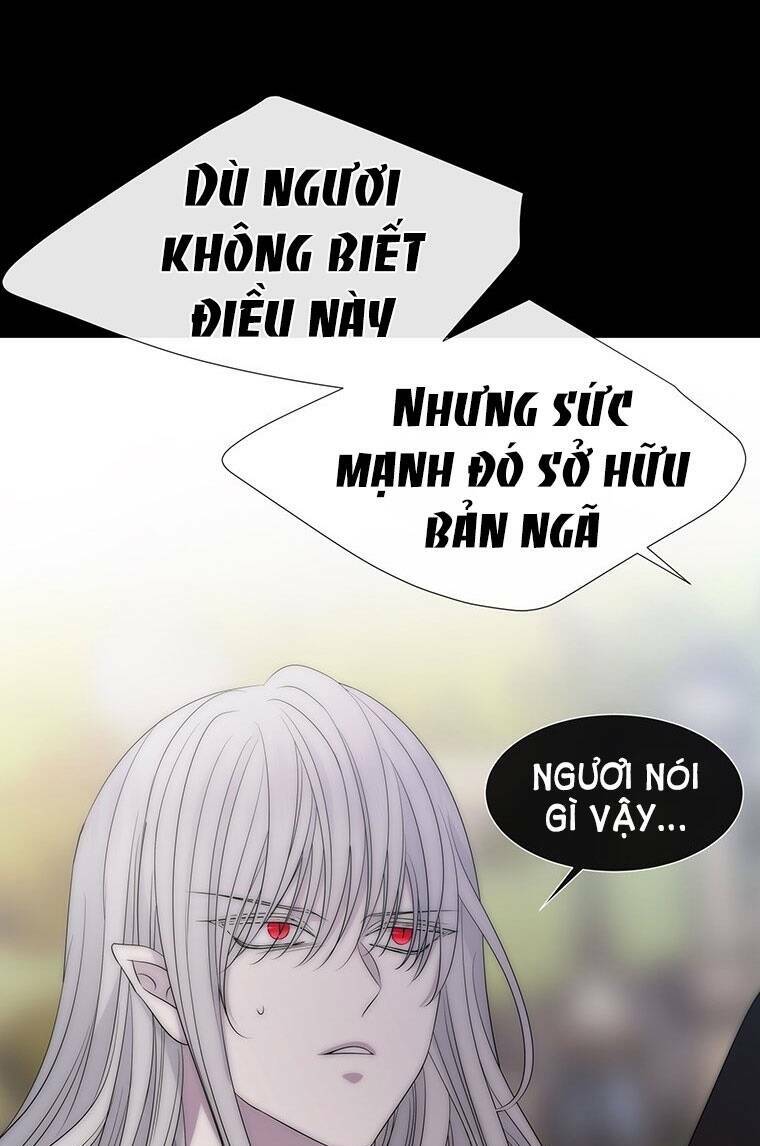 DÙ NGƯƠI
KHÔNG BIẾT
ĐIỀU NÀY
NHƯNG SỨC
MẠNH ĐÓ SỞ HỮU
BẢN NGÃ
NGƯƠI NÓI
GÌ VẬY...